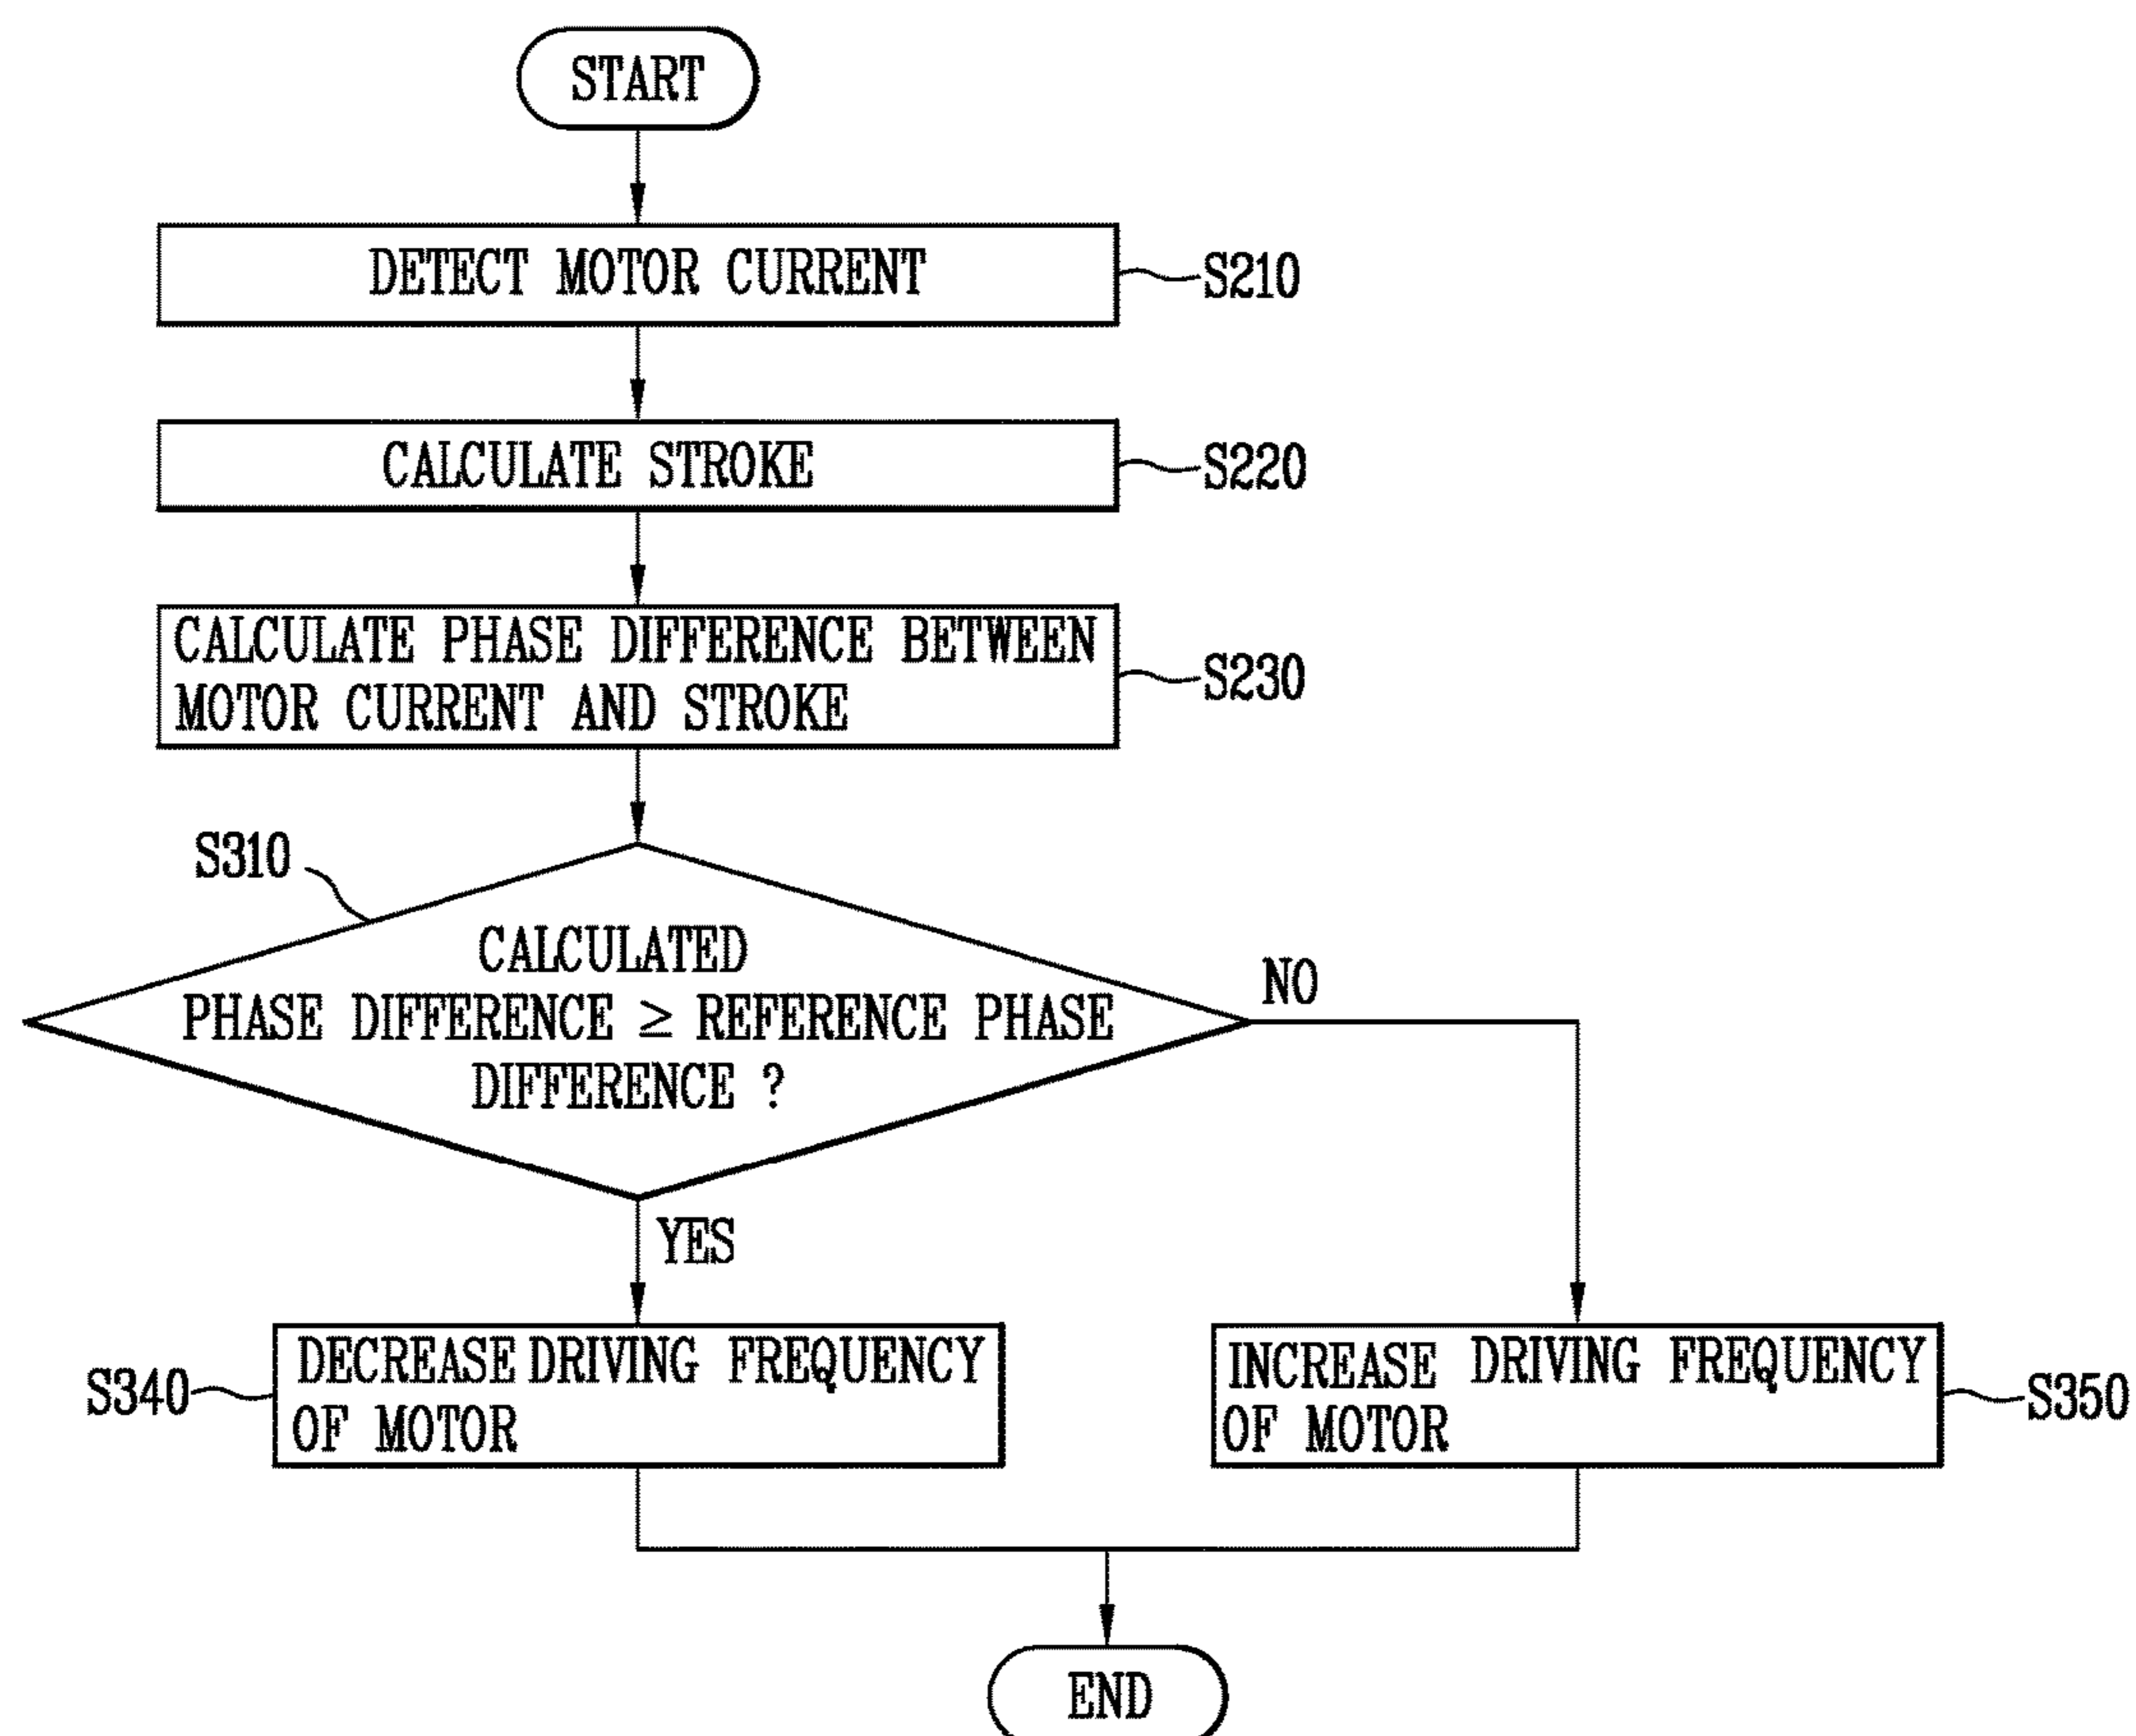 START
DETECT MOTOR CURRENT
S210
CALCULATE STROKE
S220
CALCULATE PHASE DIFFERENCE BETWEEN
MOTOR CURRENT AND STROKE
S230
S310
CALCULATED
PHASE DIFFERENCE ≥ REFERENCE PHASE
DIFFERENCE ?
NO
YES
S340
DECREASE DRIVING FREQUENCY
OF MOTOR
INCREASE DRIVING FREQUENCY
OF MOTOR
S350
END